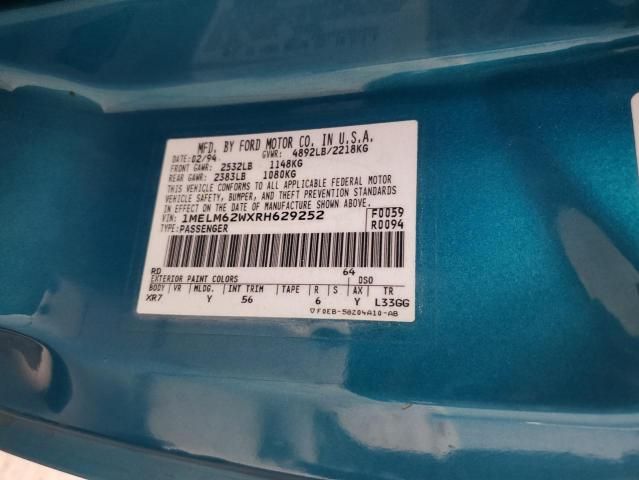 MFD. BY FORD MOTOR CO. IN U.S.A.
DATE: 02/94 GVWR: 4892LB/2218KG
FRONT GAWR: 2532LB 1148KG
REAR GAWR: 2383LB 1080KG
THIS VEHICLE CONFORMS TO ALL APPLICABLE FEDERAL MOTOR
VEHICLE SAFETY, BUMPER, AND THEFT PREVENTION STANDARDS
IN EFFECT ON THE DATE OF MANUFACTURE SHOWN ABOVE.
VIN: 1MELM62WXRH629252 F0059
TYPE: PASSENGER R0094
RD 64
EXTERIOR PAINT COLORS DSO
BODY VR MLDG. INT TRIM TAPE R S AX TR
XR7 Y 56 6 Y L33GG
▽F0EB-58204A10-AB